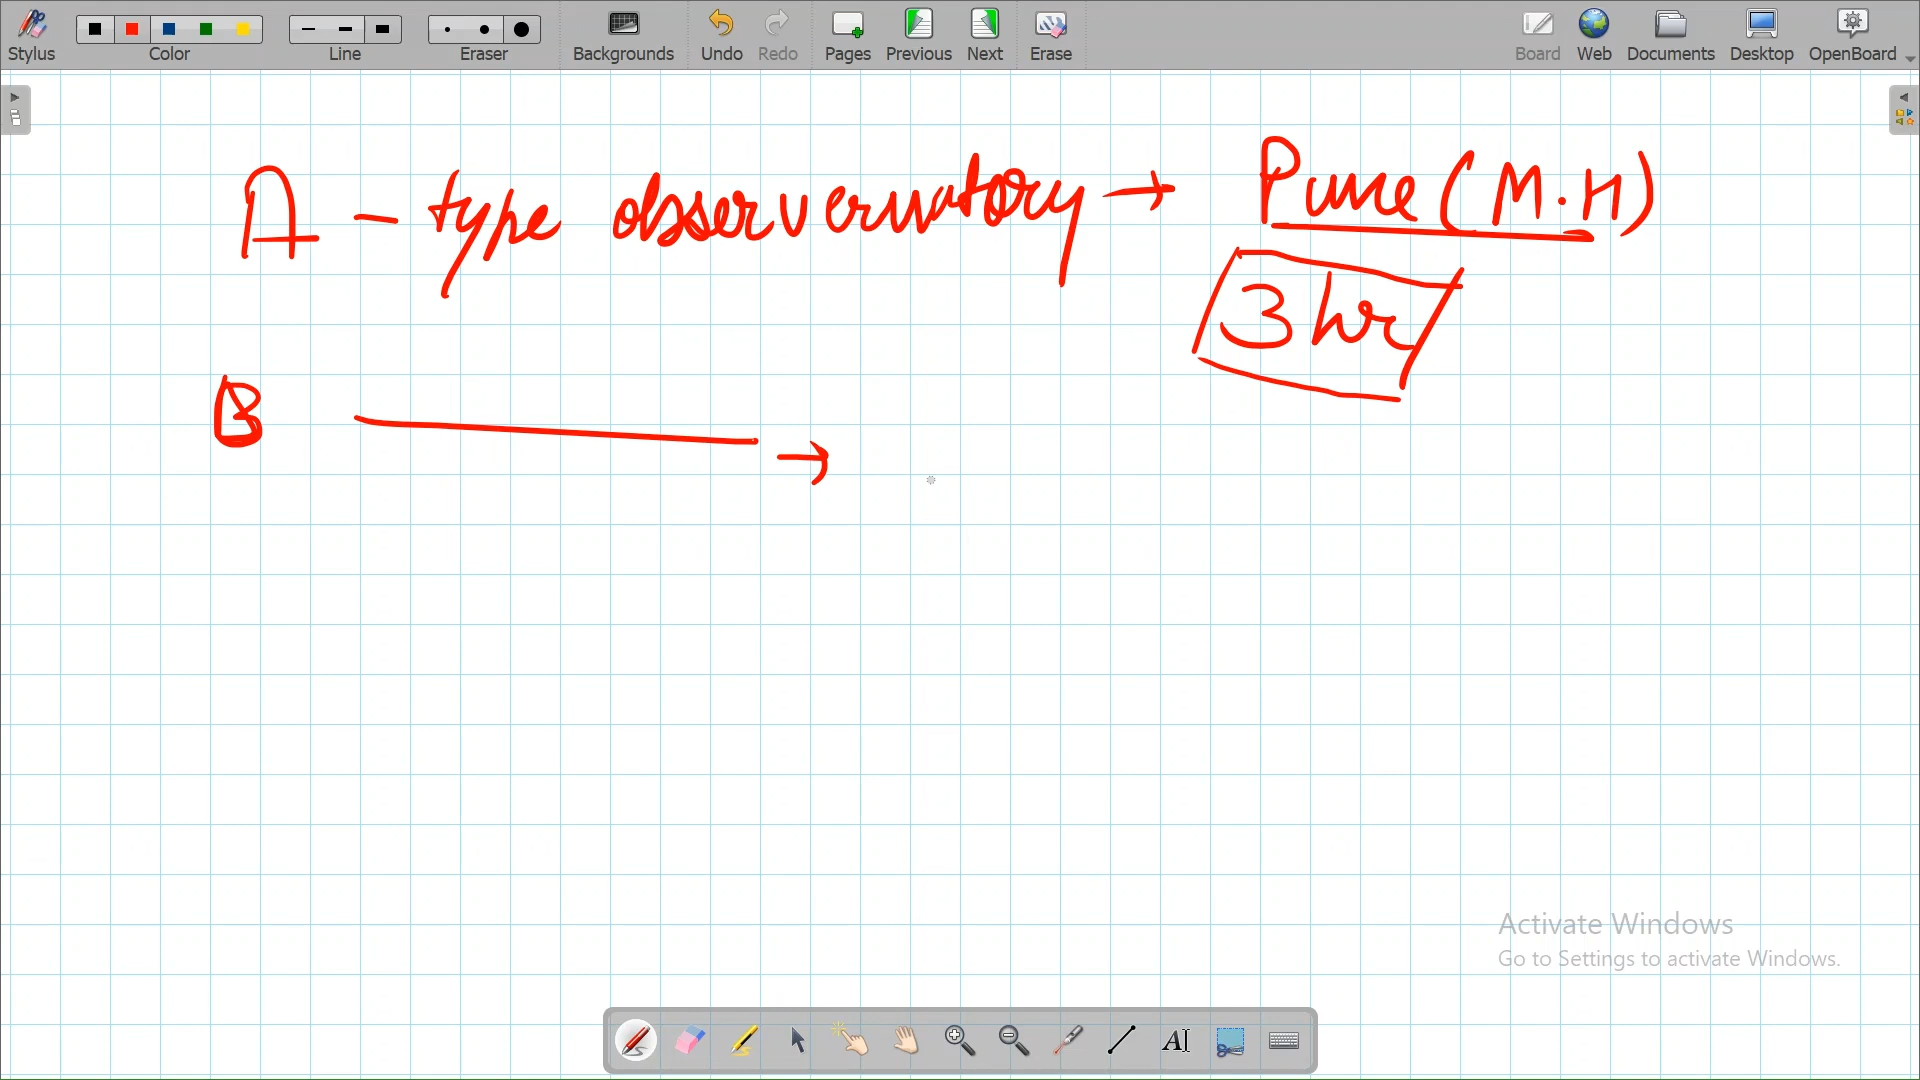 Stylus Color Line Eraser Backgrounds Undo Redo Pages Previous Next Erase Board Web Documents Desktop OpenBoard
A - type observervatory → Pune (M.H)
3 hr
B →
Activate Windows
Go to Settings to activate Windows.